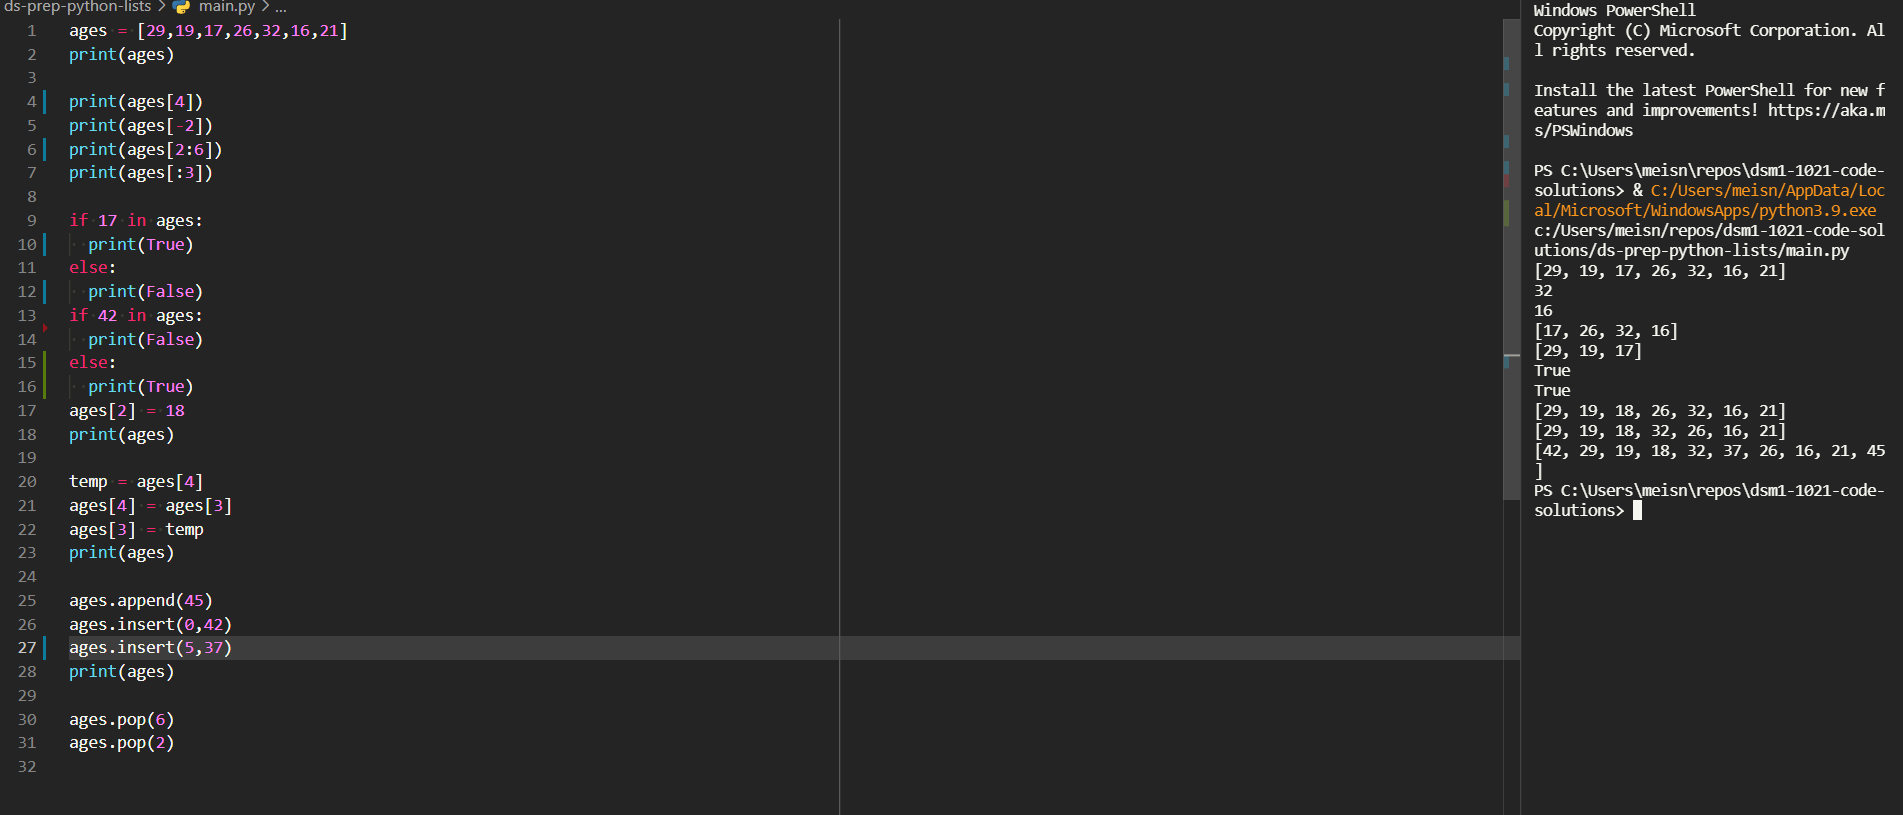 ds-prep-python-lists > main.py > ...
1 ages = [29,19,17,26,32,16,21]
2 print(ages)
3
4 print(ages[4])
5 print(ages[-2])
6 print(ages[2:6])
7 print(ages[:3])
8
9 if 17 in ages:
10   print(True)
11 else:
12   print(False)
13 if 42 in ages:
14   print(False)
15 else:
16   print(True)
17 ages[2] = 18
18 print(ages)
19
20 temp = ages[4]
21 ages[4] = ages[3]
22 ages[3] = temp
23 print(ages)
24
25 ages.append(45)
26 ages.insert(0,42)
27 ages.insert(5,37)
28 print(ages)
29
30 ages.pop(6)
31 ages.pop(2)
32
Windows PowerShell
Copyright (C) Microsoft Corporation. Al
l rights reserved.
Install the latest PowerShell for new f
eatures and improvements! https://aka.m
s/PSWindows
PS C:\Users\meisn\repos\dsm1-1021-code-
solutions> & C:/Users/meisn/AppData/Loc
al/Microsoft/WindowsApps/python3.9.exe
c:/Users/meisn/repos/dsm1-1021-code-sol
utions/ds-prep-python-lists/main.py
[29, 19, 17, 26, 32, 16, 21]
32
16
[17, 26, 32, 16]
[29, 19, 17]
True
True
[29, 19, 18, 26, 32, 16, 21]
[29, 19, 18, 32, 26, 16, 21]
[42, 29, 19, 18, 32, 37, 26, 16, 21, 45
]
PS C:\Users\meisn\repos\dsm1-1021-code-
solutions>